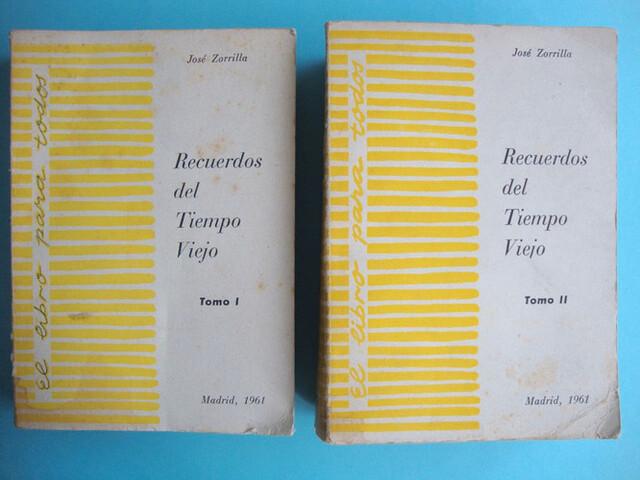 el libro para todos
José Zorrilla
Recuerdos
del
Tiempo
Viejo
Tomo I
Madrid, 1961
el libro para todos
José Zorrilla
Recuerdos
del
Tiempo
Viejo
Tomo II
Madrid, 1961